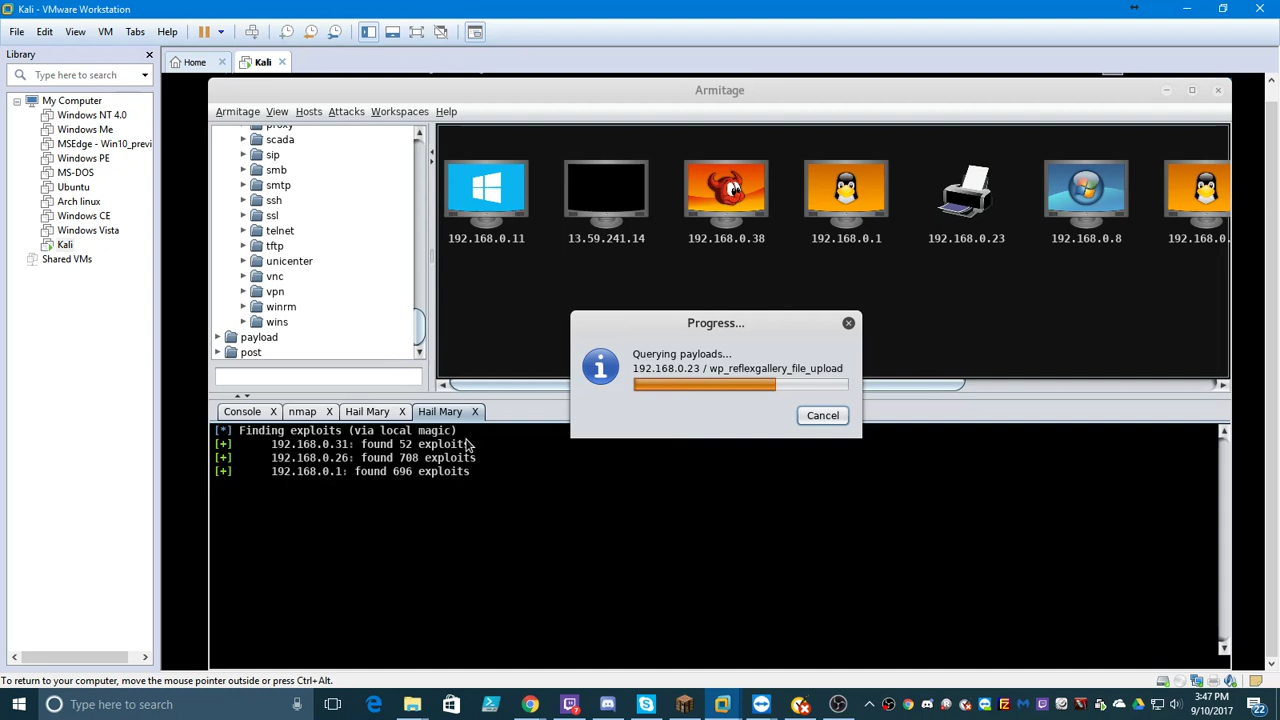 Kali - VMware Workstation
File Edit View VM Tabs Help
Library
Type here to search
My Computer
Windows NT 4.0
Windows Me
MSEdge - Win10_previ
Windows PE
MS-DOS
Ubuntu
Arch linux
Windows CE
Windows Vista
Kali
Shared VMs
Home
Kali
Armitage
Armitage View Hosts Attacks Workspaces Help
proxy
scada
sip
smb
smtp
ssh
ssl
telnet
tftp
unicenter
vnc
vpn
winrm
wins
payload
post
192.168.0.11 13.59.241.14 192.168.0.38 192.168.0.1 192.168.0.23 192.168.0.8 192.168.0.
Progress...
Querying payloads...
192.168.0.23 / wp_reflexgallery_file_upload
Cancel
Console X nmap X Hail Mary X Hail Mary X
[*] Finding exploits (via local magic)
[+] 192.168.0.31: found 52 exploits
[+] 192.168.0.26: found 708 exploits
[+] 192.168.0.1: found 696 exploits
To return to your computer, move the mouse pointer outside or press Ctrl+Alt.
Type here to search
3:47 PM
9/10/2017